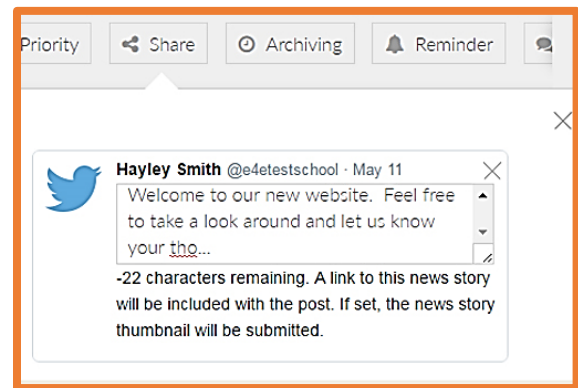 Priority Share Archiving Reminder
Hayley Smith @e4etestschool · May 11
Welcome to our new website. Feel free
to take a look around and let us know
your tho...
-22 characters remaining. A link to this news story
will be included with the post. If set, the news story
thumbnail will be submitted.